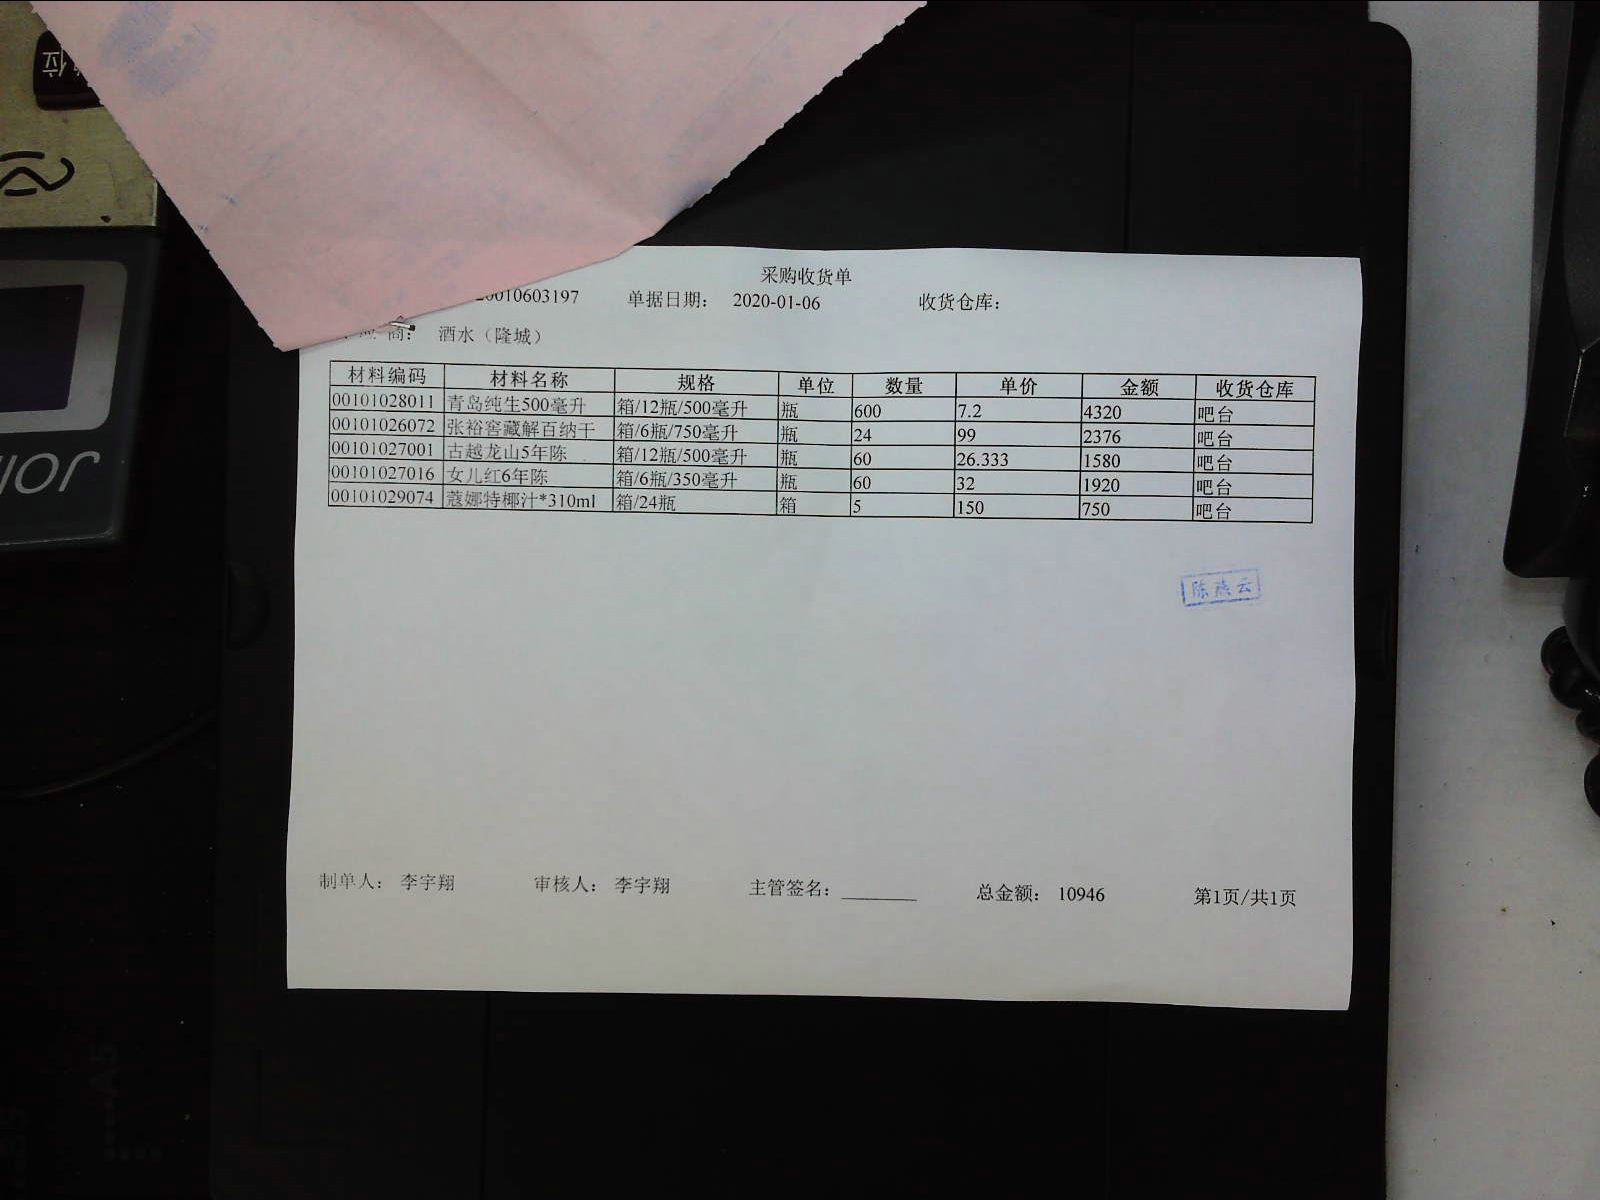 采购收货单
20010603197 单据日期： 2020-01-06 收货仓库：
应 商： 酒水（隆城）
材料编码 材料名称 规格 单位 数量 单价 金额 收货仓库
00101028011 青岛纯生500毫升 箱/12瓶/500毫升 瓶 600 7.2 4320 吧台
00101026072 张裕窖藏解百纳干 箱/6瓶/750毫升 瓶 24 99 2376 吧台
00101027001 古越龙山5年陈 箱/12瓶/500毫升 瓶 60 26.333 1580 吧台
00101027016 女儿红6年陈 箱/6瓶/350毫升 瓶 60 32 1920 吧台
00101029074 蔻娜特椰汁*310ml 箱/24瓶 箱 5 150 750 吧台
陈燕云
制单人： 李宇翔 审核人： 李宇翔 主管签名： 总金额： 10946 第1页/共1页